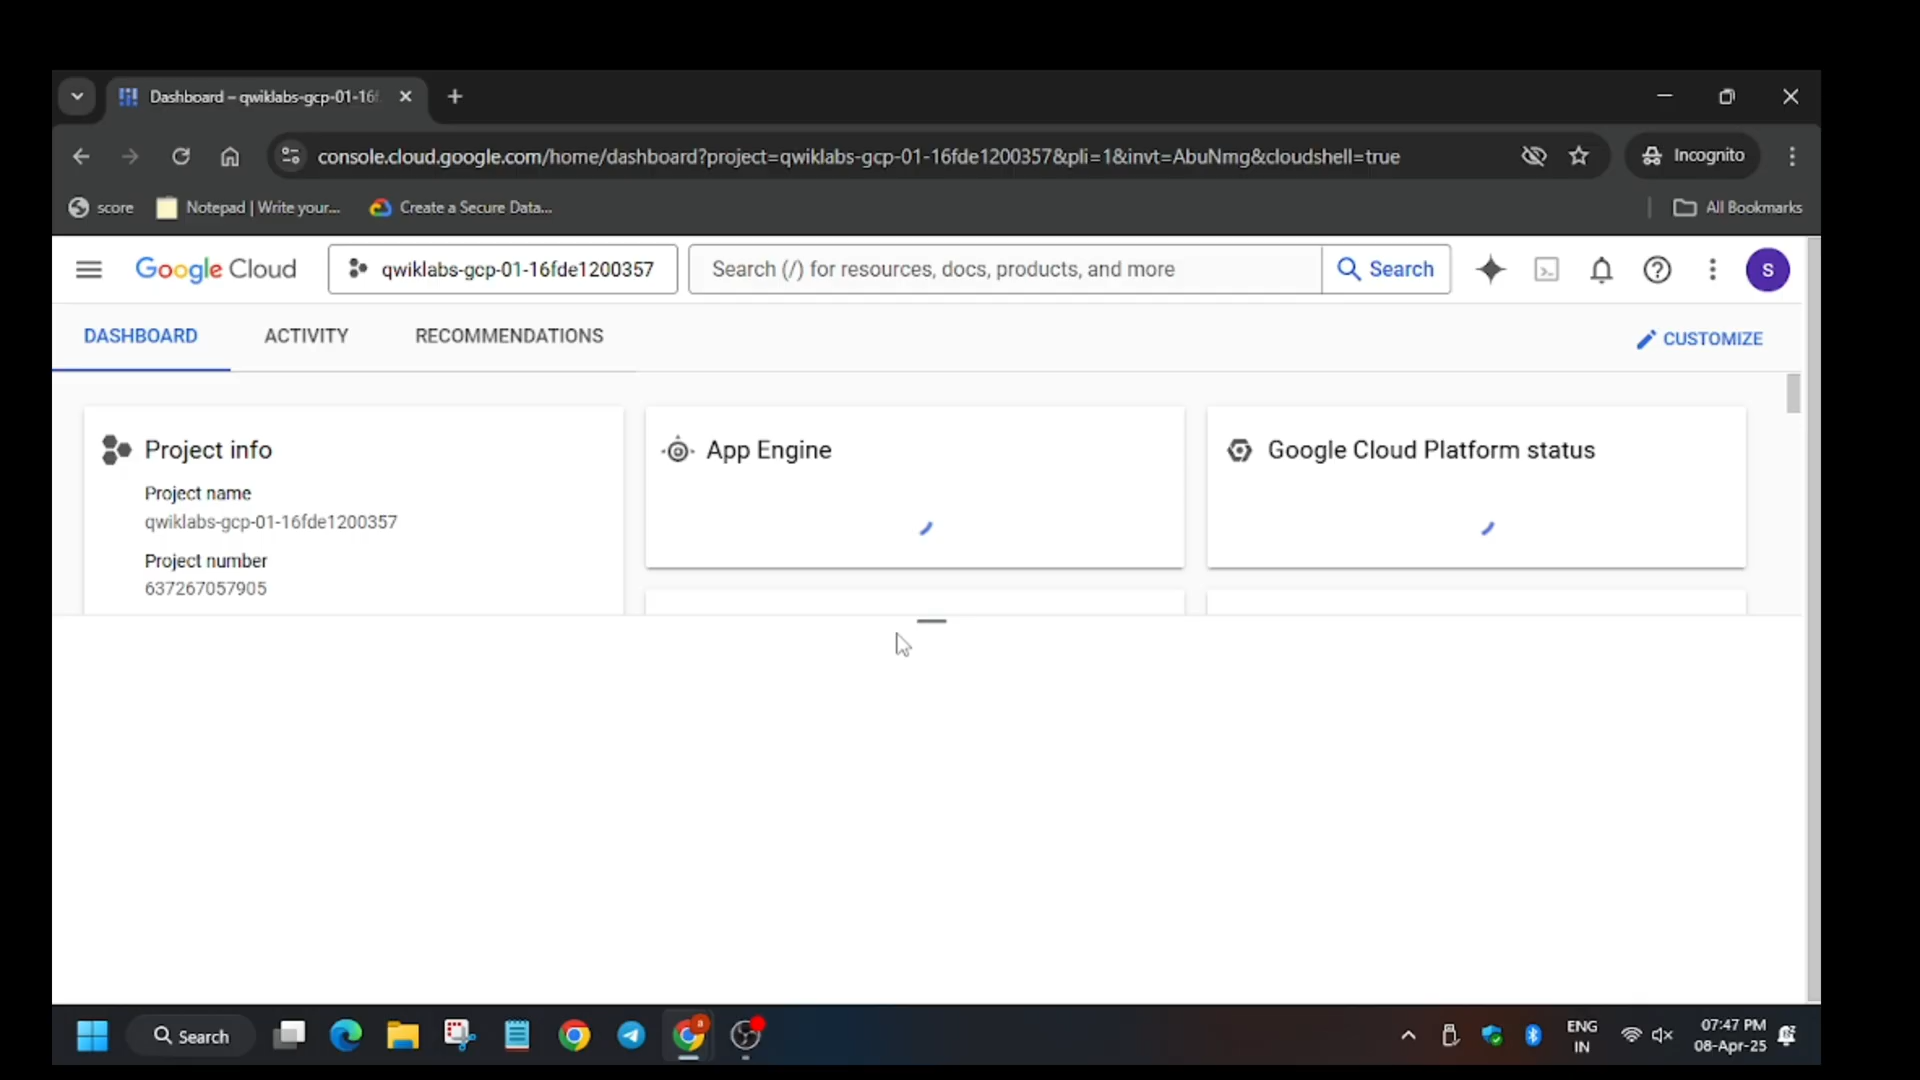 Dashboard – qwiklabs-gcp-01-16f
console.cloud.google.com/home/dashboard?project=qwiklabs-gcp-01-16fde1200357&pli=1&invt=AbuNmg&cloudshell=true
Incognito
score
Notepad | Write your...
Create a Secure Data...
All Bookmarks
Google Cloud
qwiklabs-gcp-01-16fde1200357
Search (/) for resources, docs, products, and more
Search
S
DASHBOARD
ACTIVITY
RECOMMENDATIONS
CUSTOMIZE
Project info
Project name
qwiklabs-gcp-01-16fde1200357
Project number
637267057905
App Engine
Google Cloud Platform status
Search
ENG
IN
07:47 PM
08-Apr-25